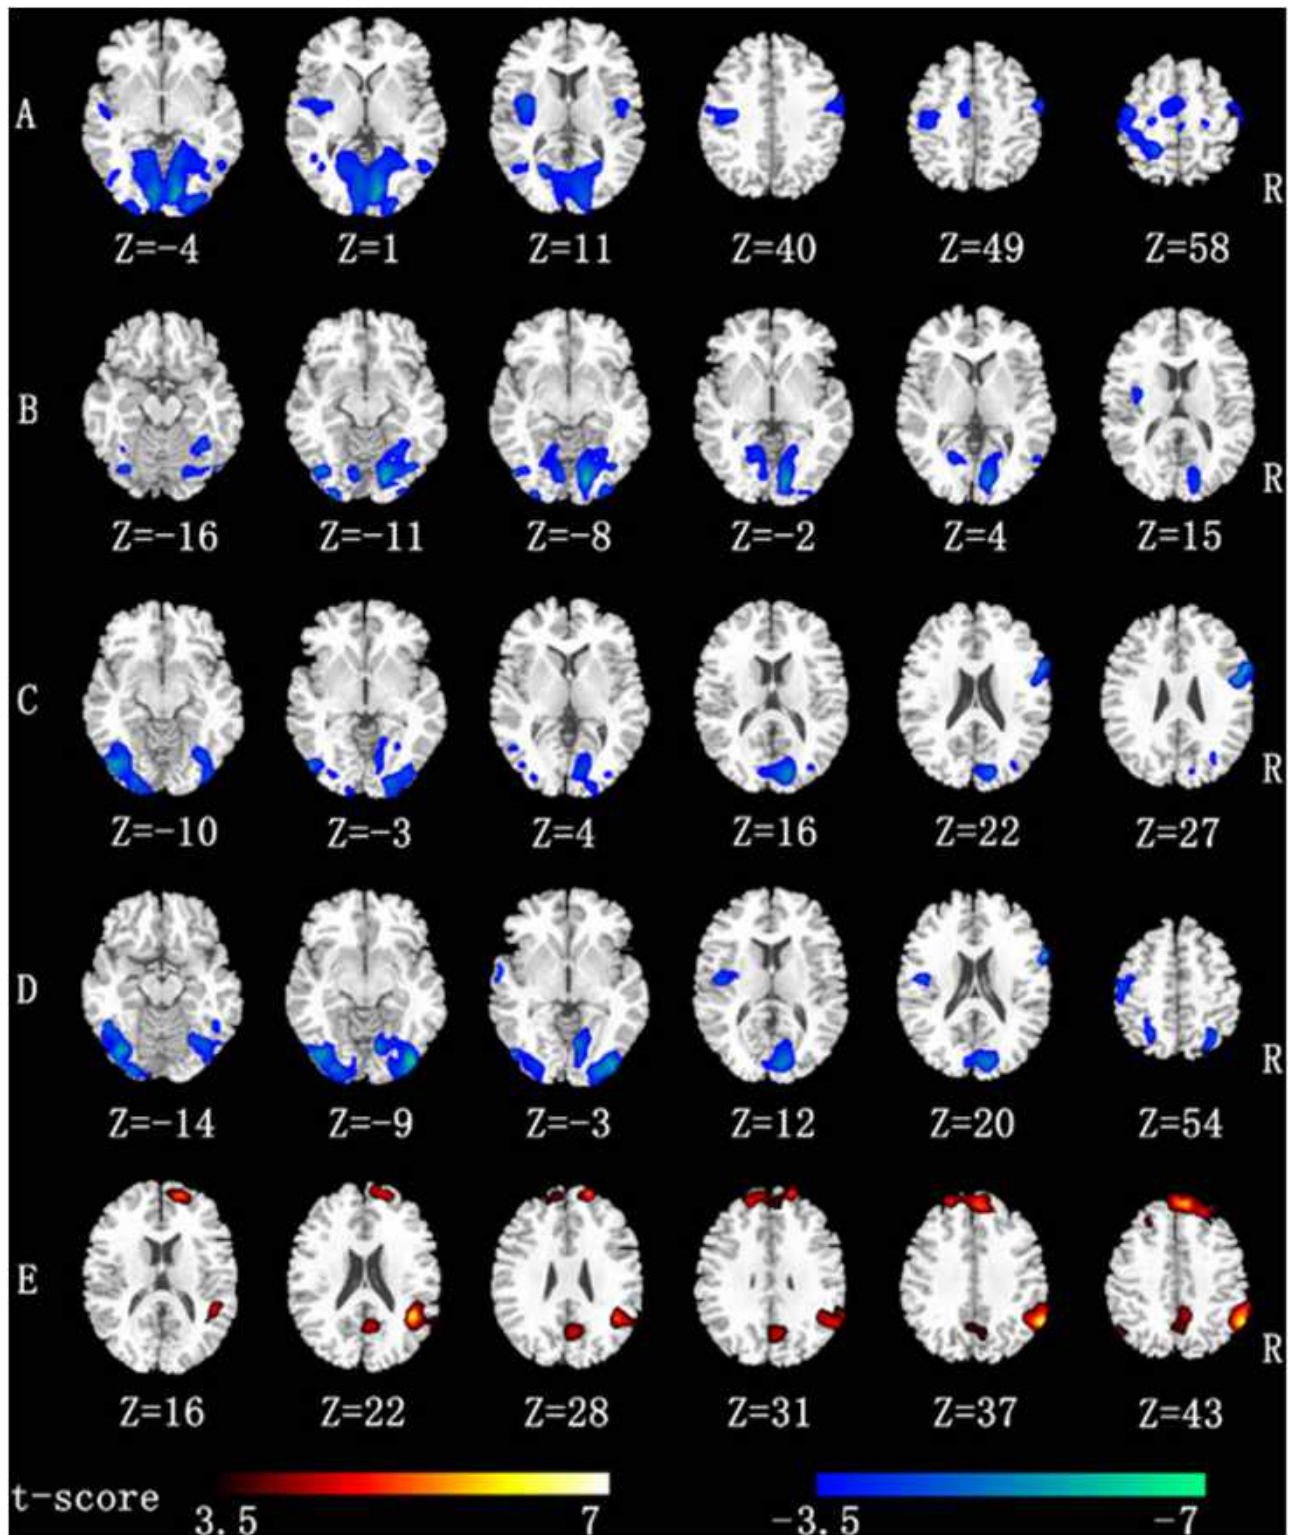 A
R
Z=-4 Z=1 Z=11 Z=40 Z=49 Z=58
B
R
Z=-16 Z=-11 Z=-8 Z=-2 Z=4 Z=15
C
R
Z=-10 Z=-3 Z=4 Z=16 Z=22 Z=27
D
R
Z=-14 Z=-9 Z=-3 Z=12 Z=20 Z=54
E
R
Z=16 Z=22 Z=28 Z=31 Z=37 Z=43
t-score
3.5 7 -3.5 -7